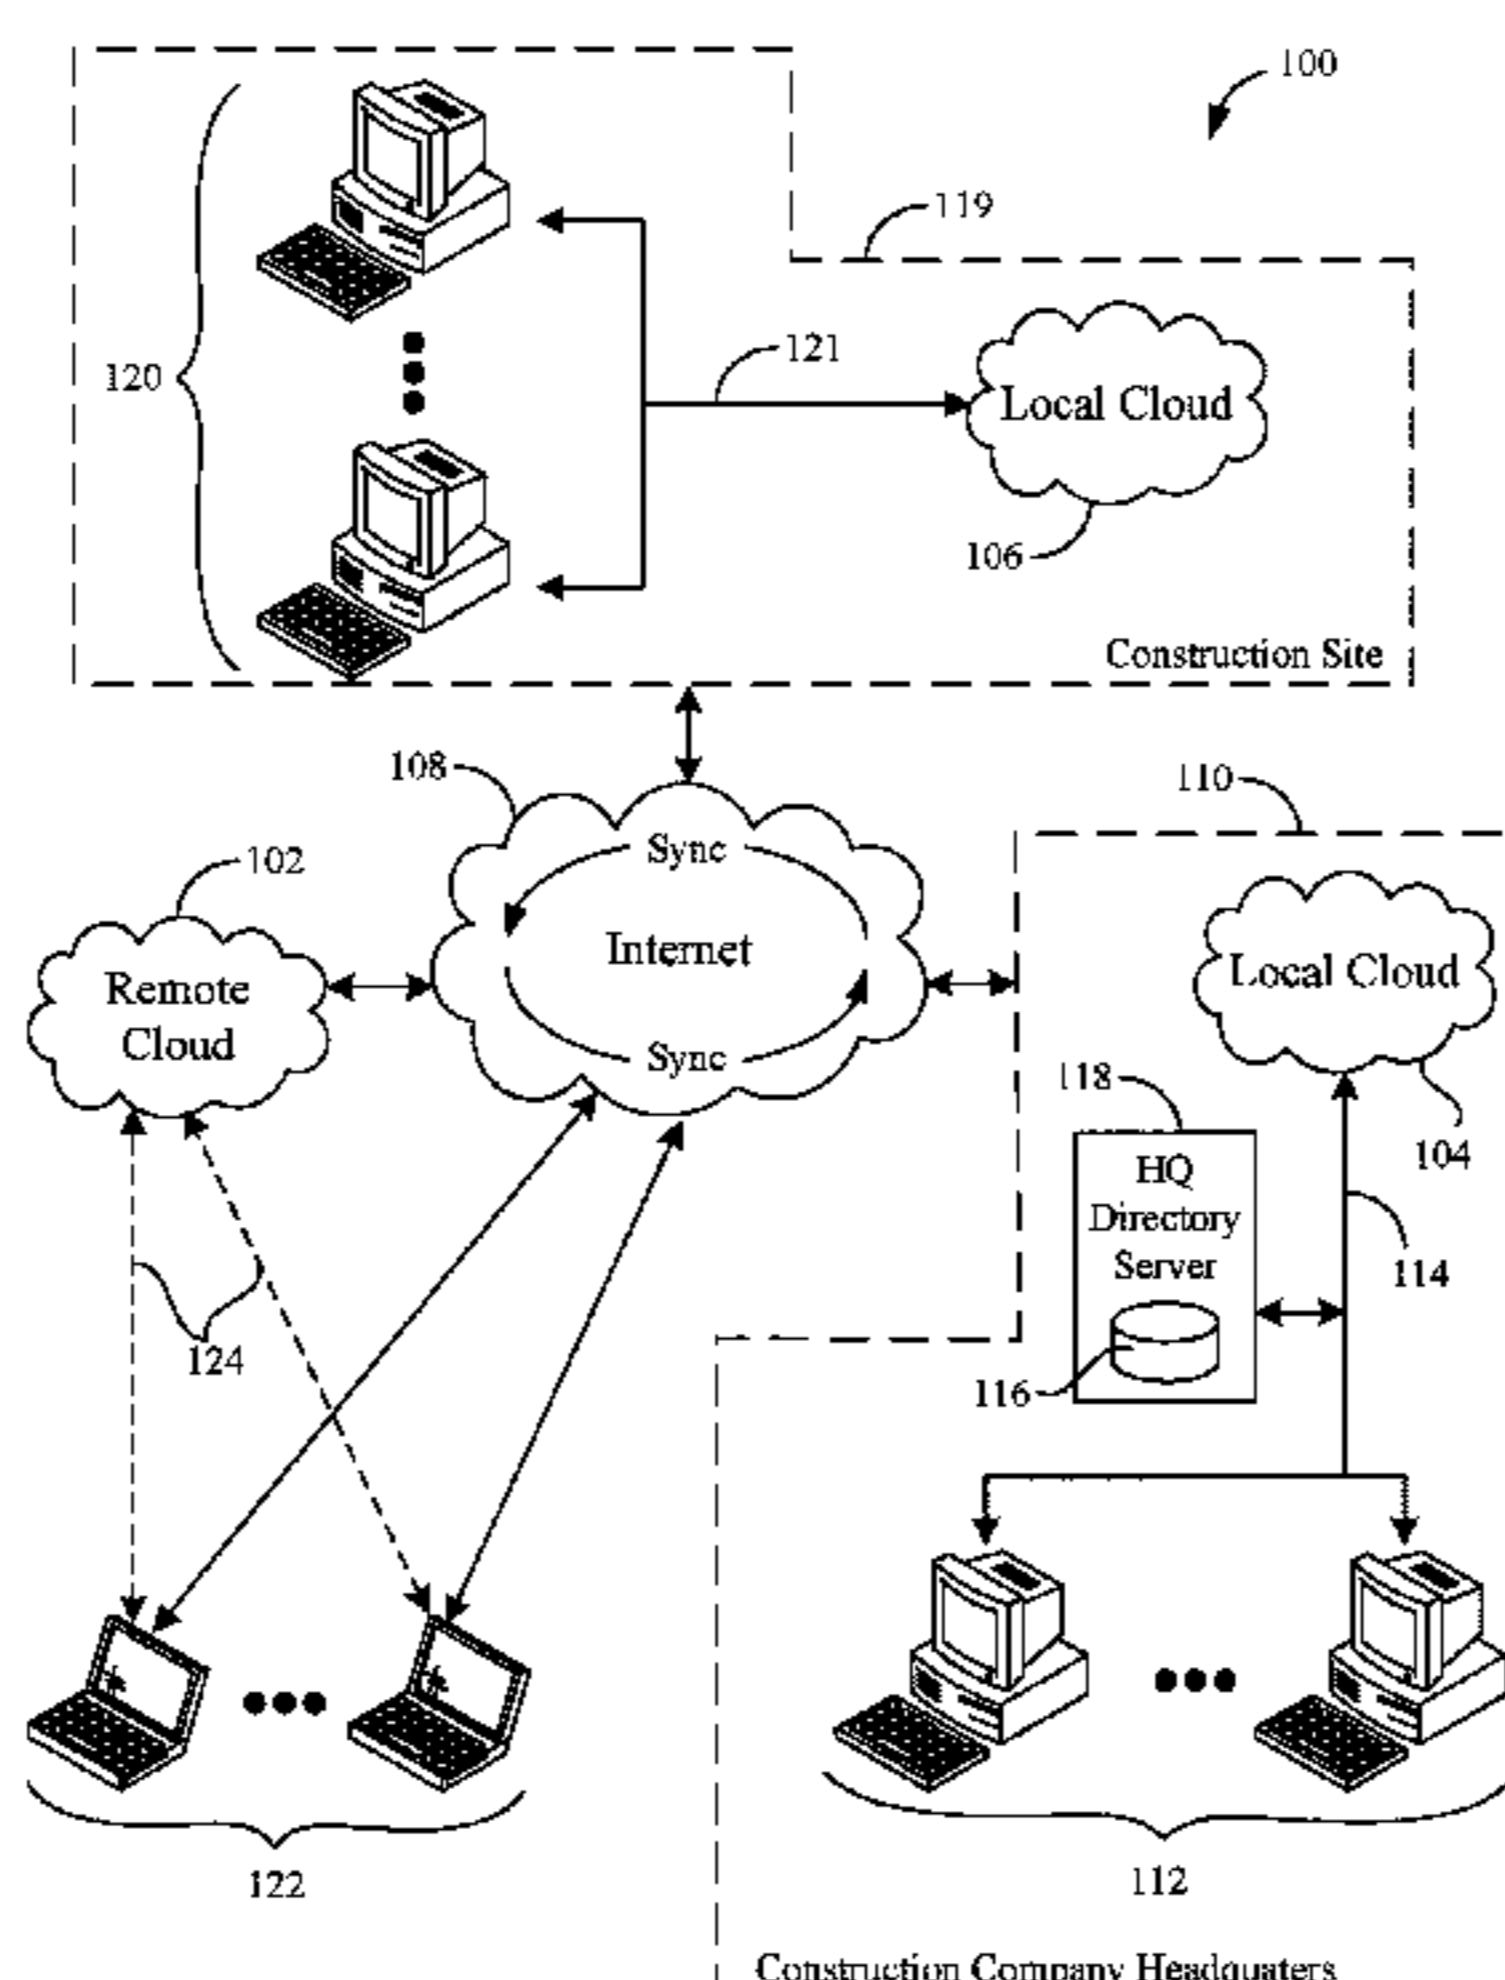 100
119
120
121
Local Cloud
106
Construction Site
108
110
102
Sync
Internet
Sync
Remote
Cloud
Local Cloud
118
104
HQ
Directory
Server
114
116
124
122
112
Construction Company Headquaters